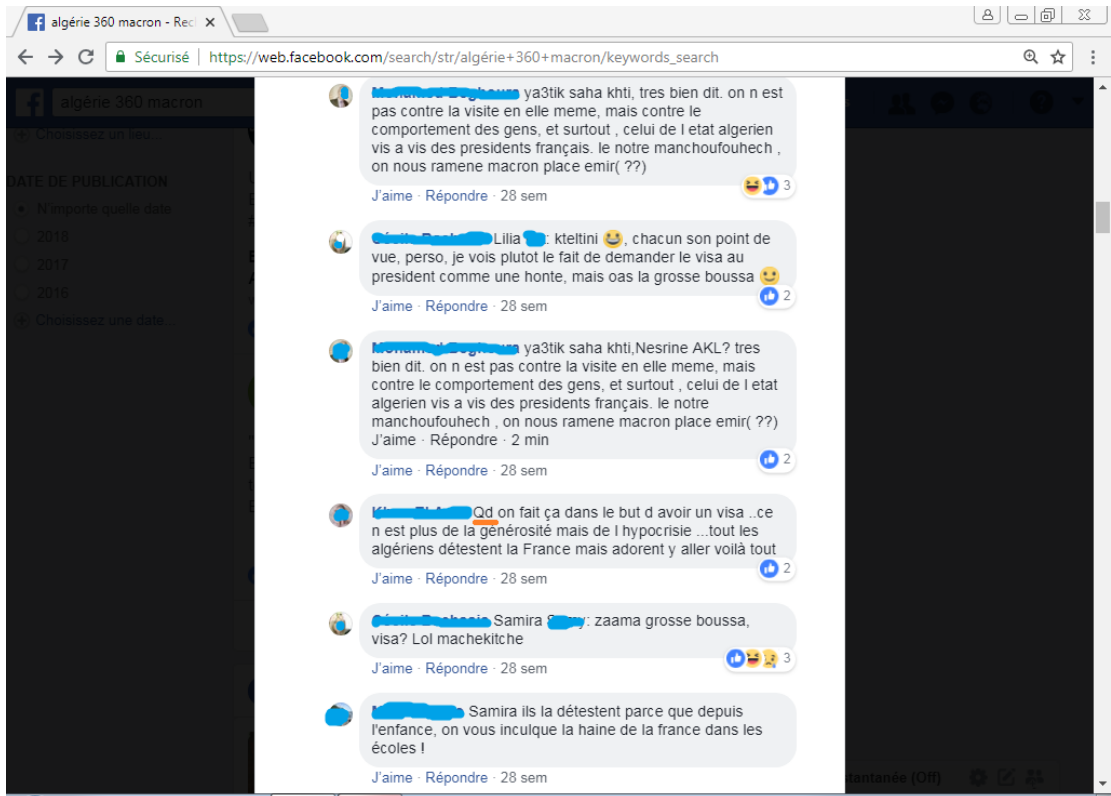 algérie 360 macron - Rec
Sécurisé | https://web.facebook.com/search/str/algérie+360+macron/keywords_search
algérie 360 macron
Choisissez un lieu...
DATE DE PUBLICATION
N'importe quelle date
2018
2017
2016
Choisissez une date...
ya3tik saha khti, tres bien dit. on n est
pas contre la visite en elle meme, mais contre le
comportement des gens, et surtout , celui de l etat algerien
vis a vis des presidents français. le notre manchoufouhech ,
on nous ramene macron place emir( ??)
3
J'aime · Répondre · 28 sem
Lilia : kteltini 😃, chacun son point de
vue, perso, je vois plutot le fait de demander le visa au
president comme une honte, mais oas la grosse boussa 🙂
2
J'aime · Répondre · 28 sem
ya3tik saha khti,Nesrine AKL? tres
bien dit. on n est pas contre la visite en elle meme, mais
contre le comportement des gens, et surtout , celui de l etat
algerien vis a vis des presidents français. le notre
manchoufouhech , on nous ramene macron place emir( ??)
J'aime · Répondre · 2 min
2
J'aime · Répondre · 28 sem
Qd on fait ça dans le but d avoir un visa ..ce
n est plus de la générosité mais de l hypocrisie ...tout les
algériens détestent la France mais adorent y aller voilà tout
2
J'aime · Répondre · 28 sem
Samira : zaama grosse boussa,
visa? Lol machekitche
3
J'aime · Répondre · 28 sem
Samira ils la détestent parce que depuis
l'enfance, on vous inculque la haine de la france dans les
écoles !
J'aime · Répondre · 28 sem
stantanée (Off)